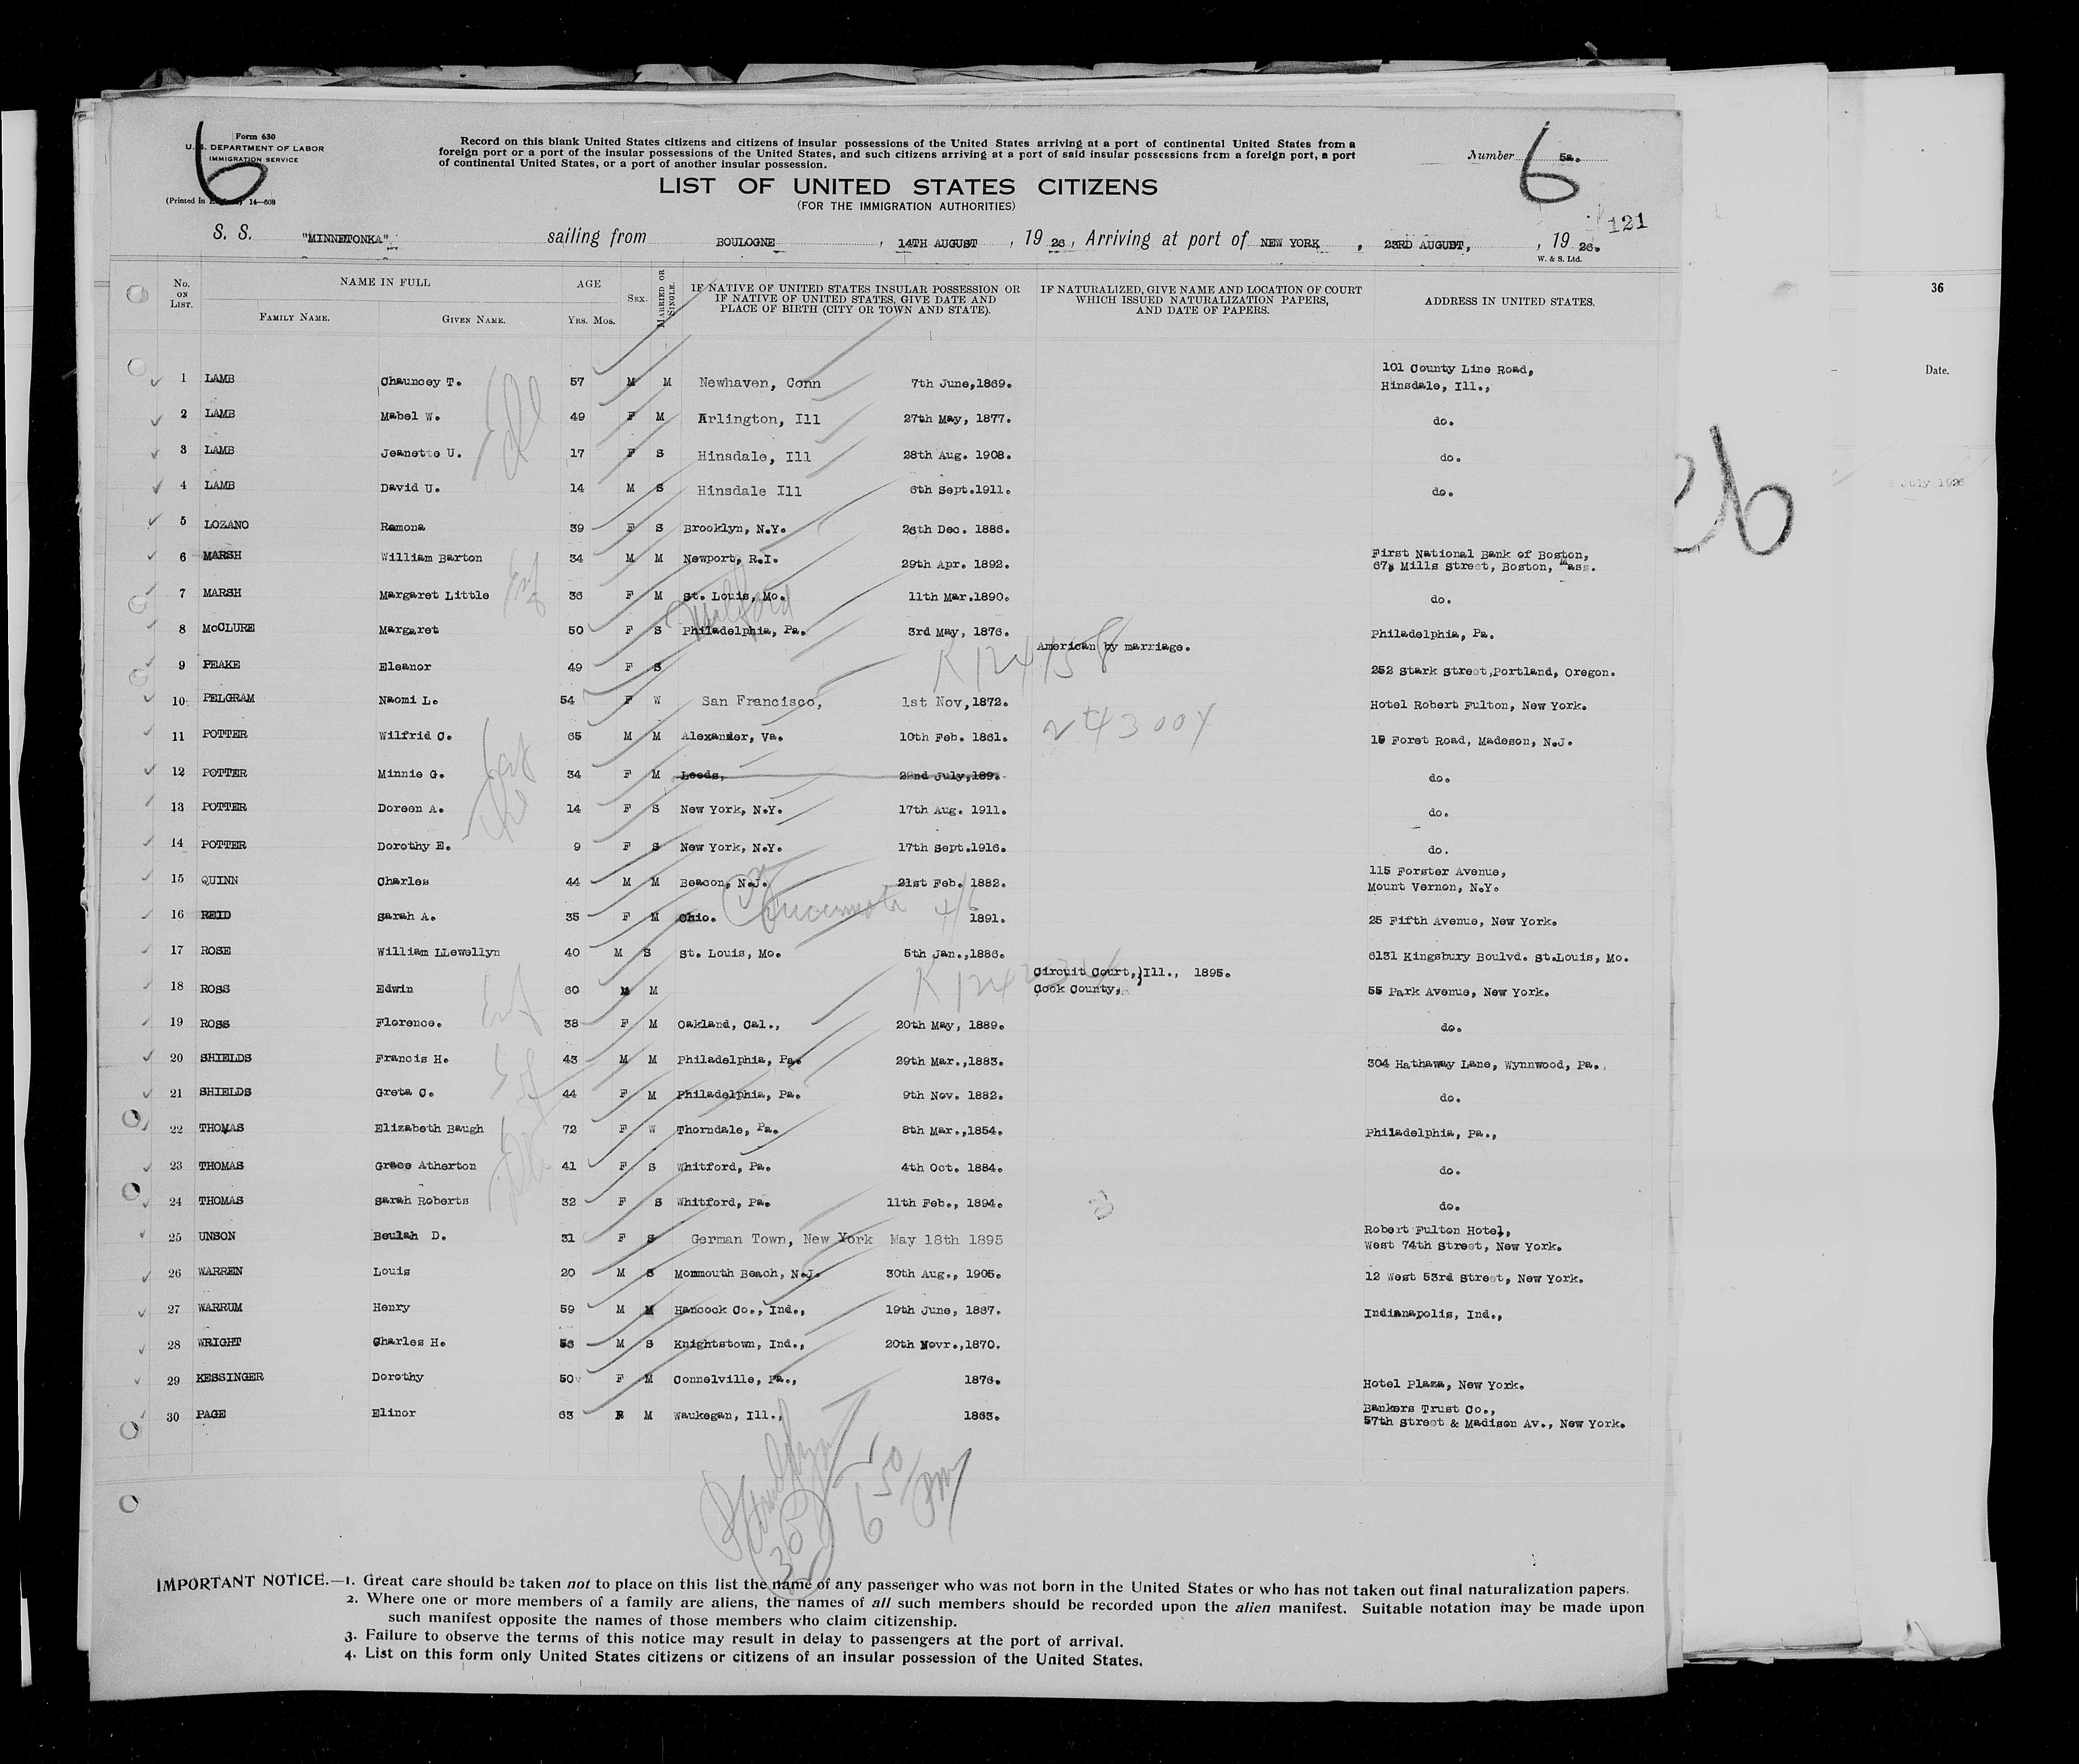 6
Form 630
U.S. DEPARTMENT OF LABOR
IMMIGRATION SERVICE
(Printed in England) 14—608
Record on this blank United States citizens and citizens of insular possessions of the United States arriving at a port of continental United States from a
foreign port or a port of the insular possessions of the United States, and such citizens arriving at a port of said insular possessions from a foreign port, a port
of continental United States, or a port of another insular possession.
Number 5a.
6
LIST OF UNITED STATES CITIZENS
(FOR THE IMMIGRATION AUTHORITIES)
121
S. S. "MINNETONKA" sailing from BOULOGNE, 14TH AUGUST, 19 26, Arriving at port of NEW YORK, 23RD AUGUST, , 19 26.
W. & S. Ltd.
No. ON LIST. NAME IN FULL FAMILY NAME. GIVEN NAME. AGE YRS. MOS. SEX. MARRIED OR SINGLE. IF NATIVE OF UNITED STATES INSULAR POSSESSION OR IF NATIVE OF UNITED STATES, GIVE DATE AND PLACE OF BIRTH (CITY OR TOWN AND STATE). IF NATURALIZED, GIVE NAME AND LOCATION OF COURT WHICH ISSUED NATURALIZATION PAPERS, AND DATE OF PAPERS. ADDRESS IN UNITED STATES.
1 LAMB Chauncey T. 57 M M Newhaven, Conn 7th June,1869. 101 County Line Road, Hinsdale, Ill.,
2 LAMB Mabel W. 49 F M Arlington, Ill 27th May, 1877. do.
3 LAMB Jeanette U. 17 F S Hinsdale, Ill 28th Aug. 1908. do.
4 LAMB David U. 14 M S Hinsdale Ill 6th Sept.1911. do.
5 LOZANO Ramona 39 F S Brooklyn, N.Y. 26th Dec. 1886.
6 MARSH William Barton 34 M M Newport, R.I. 29th Apr. 1892. First National Bank of Boston, 67, Mills Street, Boston, Mass.
7 MARSH Margaret Little 36 F M St. Louis, Mo. 11th Mar.1890. do.
8 McCLURE Margaret 50 F S Philadelphia, Pa. 3rd May, 1876. Philadelphia, Pa.
9 PEAKE Eleanor 49 F S American by marriage. K 124158 252 Stark Street,Portland, Oregon.
10 PELGRAM Naomi L. 54 F W San Francisco, 1st Nov,1872. Hotel Robert Fulton, New York.
11 POTTER Wilfrid C. 65 M M Alexander, Va. 10th Feb. 1861. 15 Foret Road, Madeson, N.J.
12 POTTER Minnie G. 34 F M Leeds, 22nd July,189. do.
13 POTTER Doreen A. 14 F S New York, N.Y. 17th Aug. 1911. do.
14 POTTER Dorothy E. 9 F S New York, N.Y. 17th Sept.1916. do.
15 QUINN Charles 44 M M Beacon, N.J. 21st Feb. 1882. 115 Forster Avenue, Mount Vernon, N.Y.
16 REID Sarah A. 35 F M Ohio. 1891. 25 Fifth Avenue, New York.
17 ROSE William LLewellyn 40 M S St. Louis, Mo. 5th Jan.,1886. 6131 Kingsbury Boulvd. St.Louis, Mo.
18 ROSS Edwin 60 M M Circuit Court,) Ill., 1895. Cook County, 55 Park Avenue, New York.
19 ROSS Florence. 38 F M Oakland, Cal., 20th May, 1889. do.
20 SHIELDS Francis H. 43 M M Philadelphia, Pa. 29th Mar.,1883. 304 Hathaway Lane, Wynnwood, Pa.,
21 SHIELDS Greta C. 44 F M Philadelphia, Pa. 9th Nov. 1882. do.
22 THOMAS Elizabeth Baugh 72 F W Thorndale, Pa. 8th Mar.,1854. Philadelphia, Pa.,
23 THOMAS Grace Atherton 41 F S Whitford, Pa. 4th Oct. 1884. do.
24 THOMAS Sarah Roberts 32 F S Whitford, Pa. 11th Feb., 1894. do.
25 UNSON Beulah D. 31 F S German Town, New York May 18th 1895 Robert Fulton Hotel, West 74th Street, New York.
26 WARREN Louis 20 M S Monmouth Beach, N.J. 30th Aug., 1905. 12 West 53rd Street, New York.
27 WARRUM Henry 59 M M Hancock Co., Ind., 19th June, 1867. Indianapolis, Ind.,
28 WRIGHT Charles H. M S Knightstown, Ind., 20th Novr.,1870.
29 KESSINGER Dorothy 50 F M Connelville, Pa., 1876. Hotel Plaza, New York.
30 PAGE Elinor 63 F M Waukegan, Ill., 1863. Bankers Trust Co., 57th Street & Madison Av., New York.
30
6 50 PM
IMPORTANT NOTICE.—1. Great care should be taken not to place on this list the name of any passenger who was not born in the United States or who has not taken out final naturalization papers.
2. Where one or more members of a family are aliens, the names of all such members should be recorded upon the alien manifest. Suitable notation may be made upon
such manifest opposite the names of those members who claim citizenship.
3. Failure to observe the terms of this notice may result in delay to passengers at the port of arrival.
4. List on this form only United States citizens or citizens of an insular possession of the United States.
36
Date.
July 1926
26